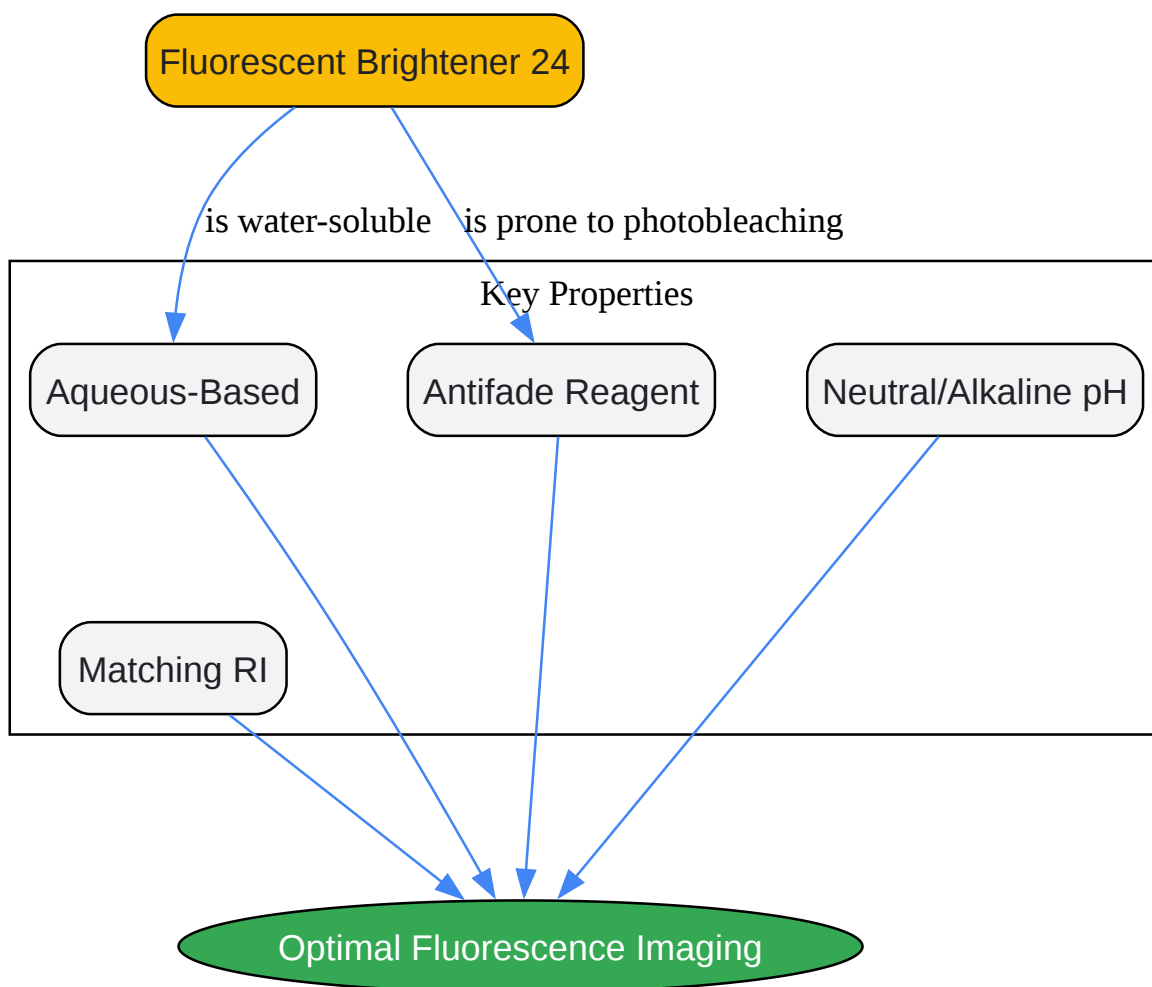 Fluorescent Brightener 24
is water-soluble
is prone to photobleaching
Key Properties
Aqueous-Based
Antifade Reagent
Neutral/Alkaline pH
Matching RI
Optimal Fluorescence Imaging